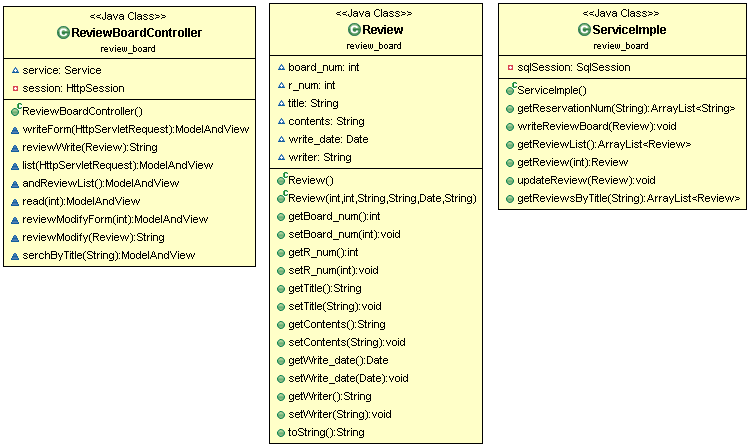 <<Java Class>>
ReviewBoardController
review_board
service: Service
session: HttpSession
ReviewBoardController()
writeForm(HttpServletRequest):ModelAndView
reviewWrite(Review):String
list(HttpServletRequest):ModelAndView
andReviewList():ModelAndView
read(int):ModelAndView
reviewModifyForm(int):ModelAndView
reviewModify(Review):String
serchByTitle(String):ModelAndView
<<Java Class>>
Review
review_board
board_num: int
r_num: int
title: String
contents: String
write_date: Date
writer: String
Review()
Review(int,int,String,String,Date,String)
getBoard_num():int
setBoard_num(int):void
getR_num():int
setR_num(int):void
getTitle():String
setTitle(String):void
getContents():String
setContents(String):void
getWrite_date():Date
setWrite_date(Date):void
getWriter():String
setWriter(String):void
toString():String
<<Java Class>>
ServiceImple
review_board
sqlSession: SqlSession
ServiceImple()
getReservationNum(String):ArrayList<String>
writeReviewBoard(Review):void
getReviewList():ArrayList<Review>
getReview(int):Review
updateReview(Review):void
getReviewsByTitle(String):ArrayList<Review>